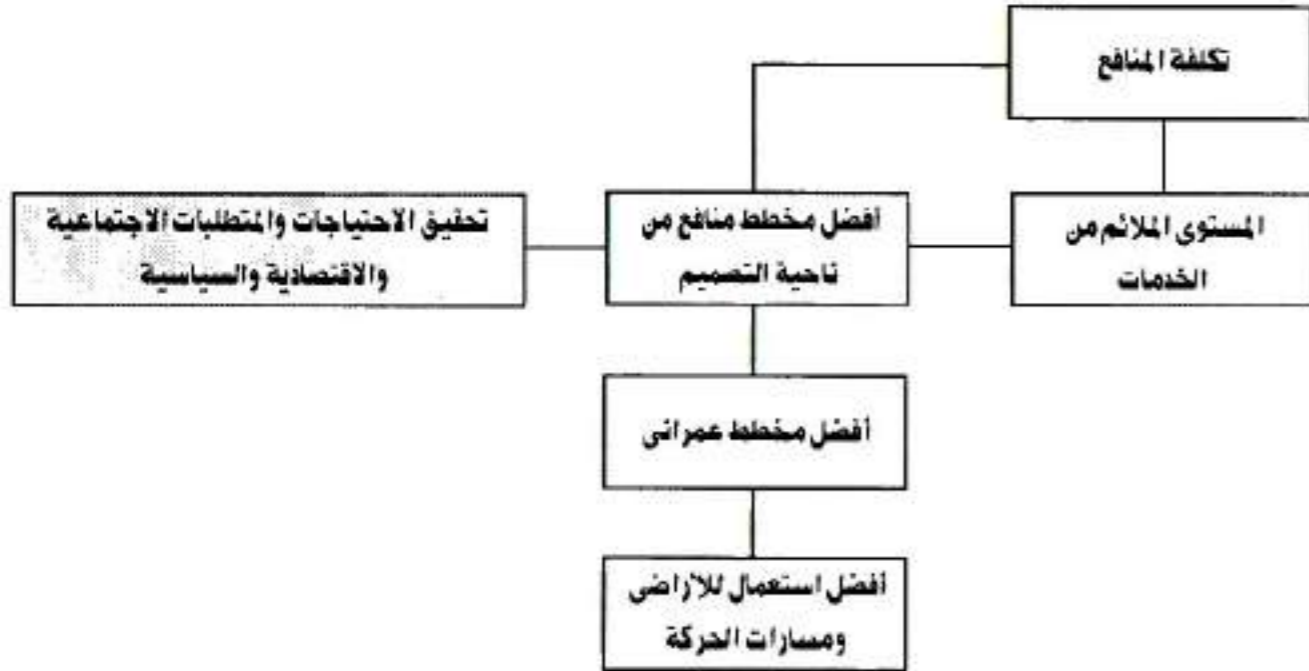 تكلفة المنافع
المستوى الملائم من
الخدمات
أفضل مخطط منافع من
ناحية التصميم
تحقيق الاحتياجات والمتطلبات الاجتماعية
والاقتصادية والسياسية
أفضل مخطط عمرانى
أفضل استعمال للأراضى
ومسارات الحركة